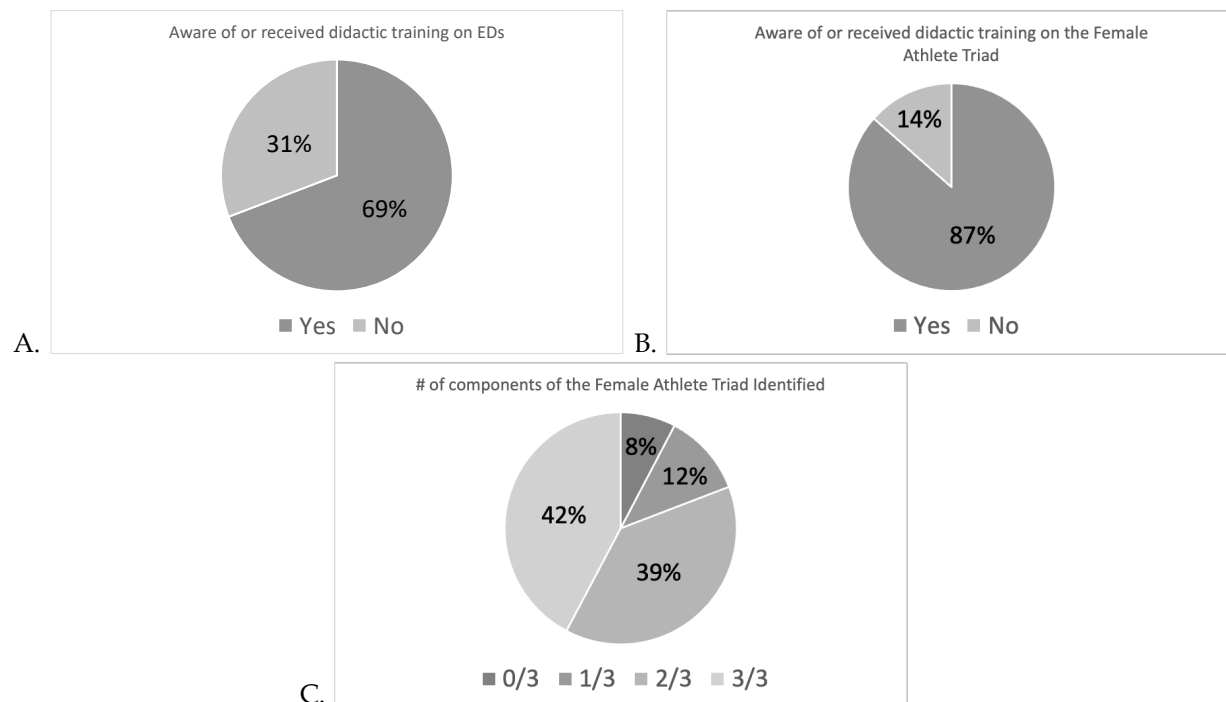 Aware of or received didactic training on EDs
31%
69%
Yes No
A.
Aware of or received didactic training on the Female
Athlete Triad
14%
87%
Yes No
B.
# of components of the Female Athlete Triad Identified
8%
12%
42%
39%
0/3 1/3 2/3 3/3
C.